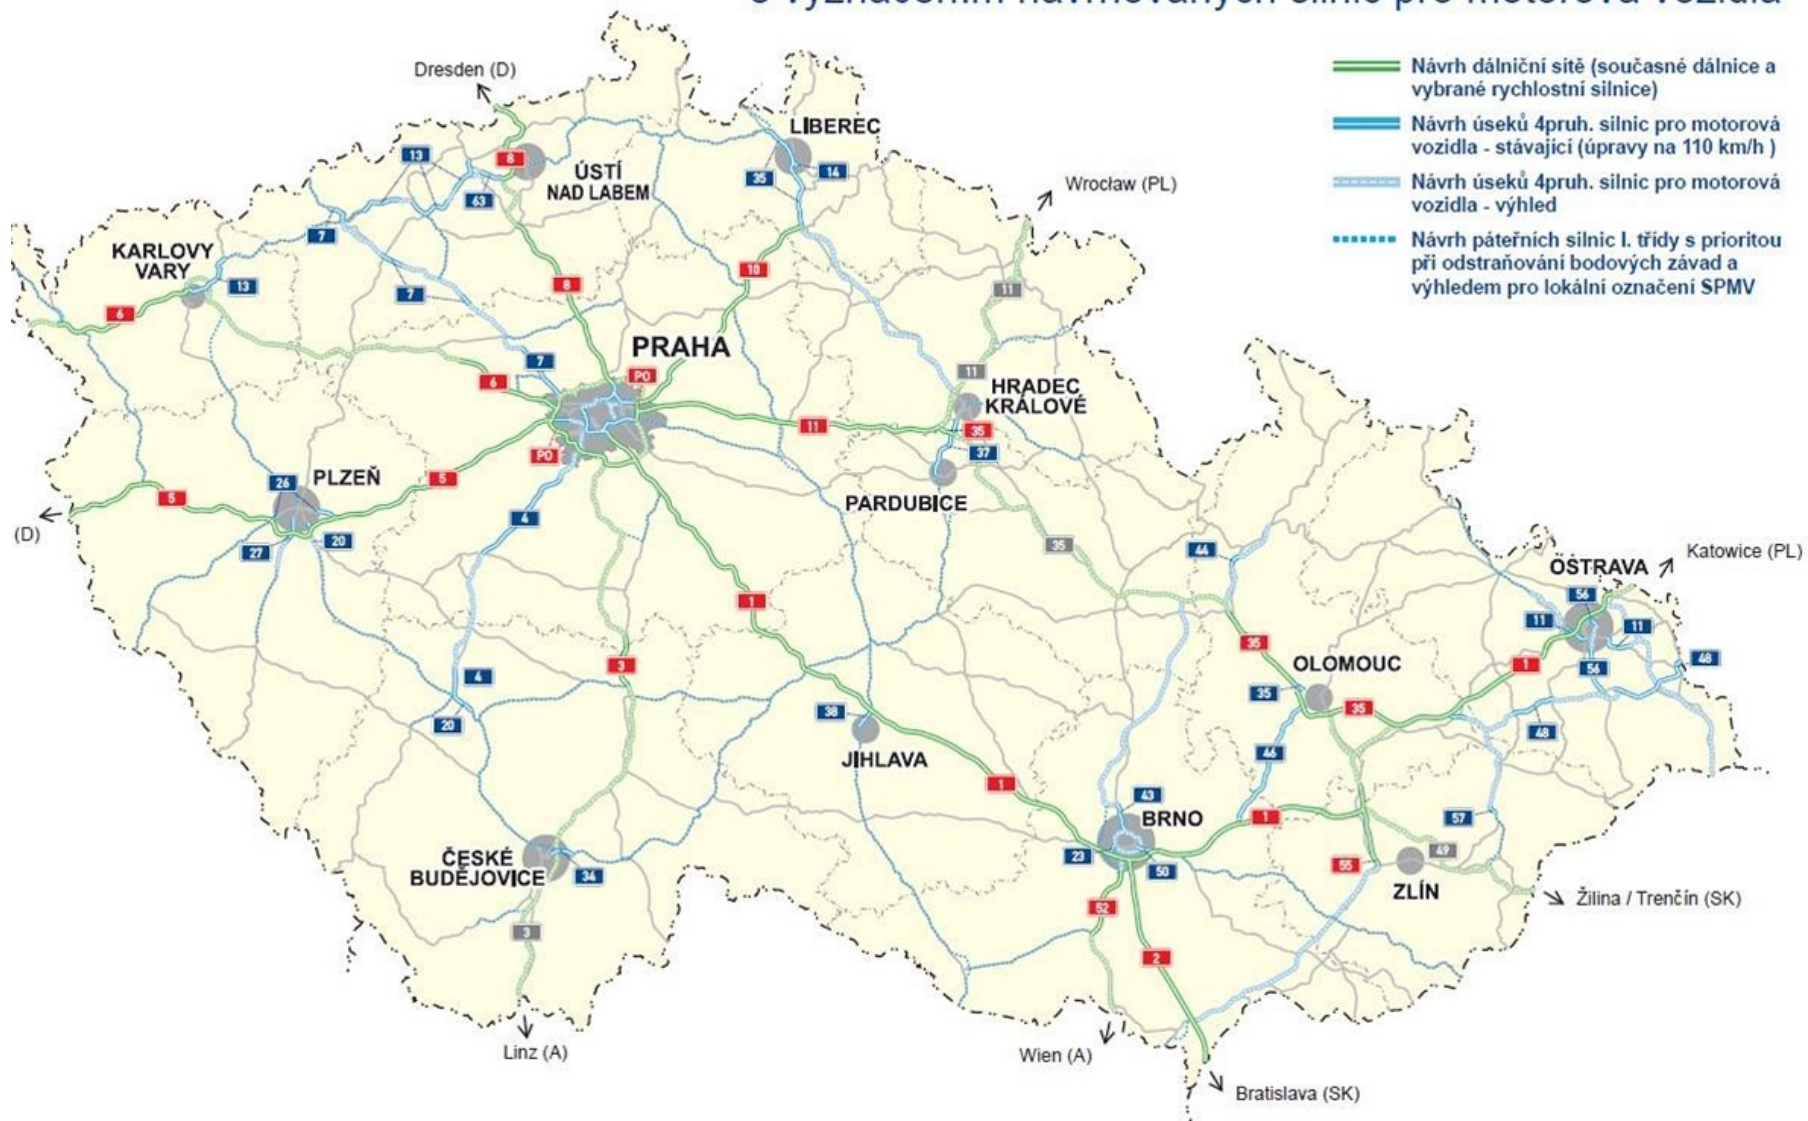 s vyznačením navrhovaných silnic pro motorová vozidla
Návrh dálniční sítě (současné dálnice a
vybrané rychlostní silnice)
Návrh úseků 4pruh. silnic pro motorová
vozidla - stávající (úpravy na 110 km/h )
Návrh úseků 4pruh. silnic pro motorová
vozidla - výhled
Návrh páteřních silnic I. třídy s prioritou
při odstraňování bodových závad a
výhledem pro lokální označení SPMV
Dresden (D)
LIBEREC
13
8
ÚSTÍ
NAD LABEM
35
14
Wrocław (PL)
63
7
KARLOVY
VARY
13
6
7
8
10
11
PRAHA
7
6
PO
11
HRADEC
KRÁLOVÉ
11
35
37
PO
PLZEŇ
26
5
5
(D)
PARDUBICE
4
27
20
35
44
Katowice (PL)
OSTRAVA
56
11
11
56
48
1
1
3
35
OLOMOUC
35
35
4
20
38
JIHLAVA
46
48
1
43
BRNO
1
57
23
50
49
55
ZLÍN
ČESKÉ
BUDĚJOVICE
34
Žilina / Trenčín (SK)
52
3
2
Linz (A)
Wien (A)
Bratislava (SK)